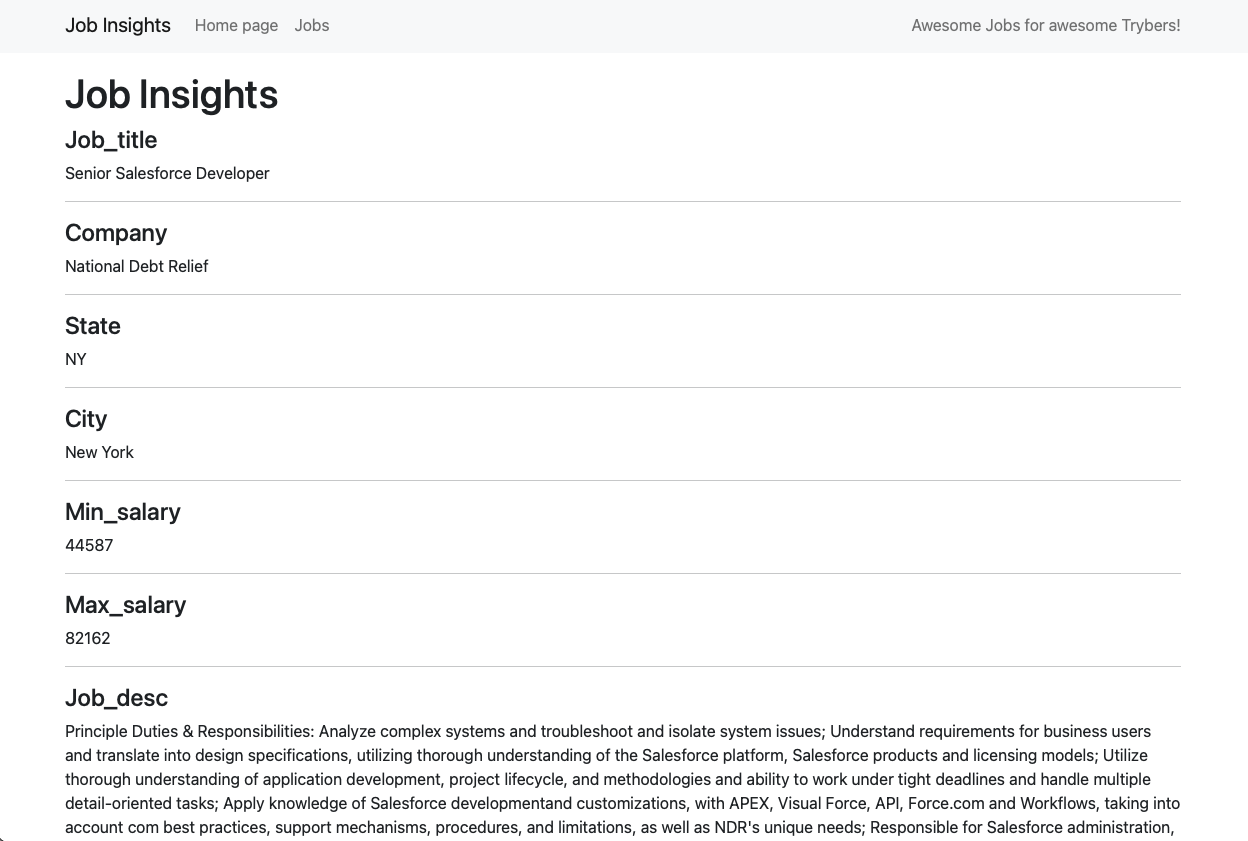 Job Insights Home page Jobs Awesome Jobs for awesome Trybers!
Job Insights
Job_title
Senior Salesforce Developer
Company
National Debt Relief
State
NY
City
New York
Min_salary
44587
Max_salary
82162
Job_desc
Principle Duties & Responsibilities: Analyze complex systems and troubleshoot and isolate system issues; Understand requirements for business users
and translate into design specifications, utilizing thorough understanding of the Salesforce platform, Salesforce products and licensing models; Utilize
thorough understanding of application development, project lifecycle, and methodologies and ability to work under tight deadlines and handle multiple
detail-oriented tasks; Apply knowledge of Salesforce developmentand customizations, with APEX, Visual Force, API, Force.com and Workflows, taking into
account com best practices, support mechanisms, procedures, and limitations, as well as NDR's unique needs; Responsible for Salesforce administration,